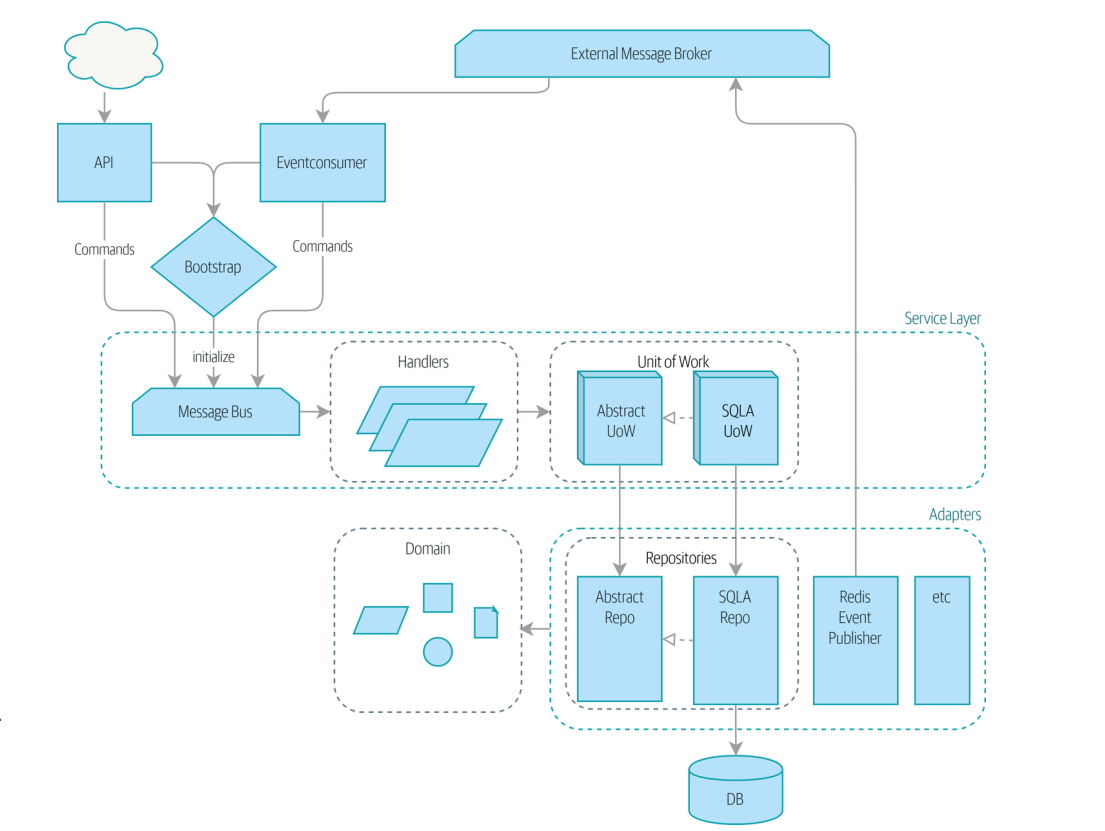 External Message Broker
API
Eventconsumer
Commands
Commands
Bootstrap
Service Layer
initialize
Handlers
Unit of Work
Message Bus
Abstract
UoW
SQLA
UoW
Adapters
Domain
Repositories
Abstract
Repo
SQLA
Repo
Redis
Event
Publisher
etc
DB